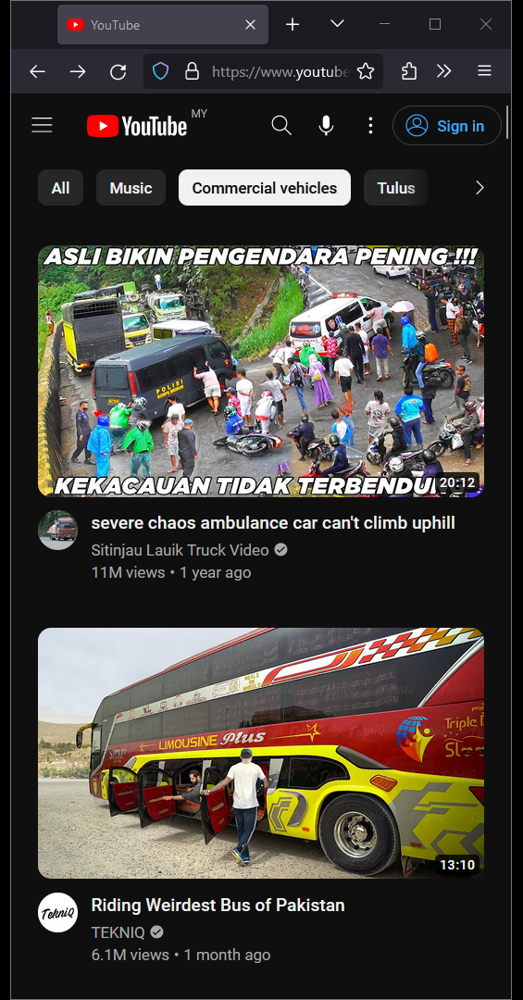 YouTube
https://www.youtube
YouTube MY
Sign in
All
Music
Commercial vehicles
Tulus
ASLI BIKIN PENGENDARA PENING !!!
POLISI
KEKACAUAN TIDAK TERBENDU
20:12
severe chaos ambulance car can't climb uphill
Sitinjau Lauik Truck Video
11M views • 1 year ago
MEALS
ON
WHEELS
LIMOUSINE Plus
Triple
13:10
TekniQ
Riding Weirdest Bus of Pakistan
TEKNIQ
6.1M views • 1 month ago